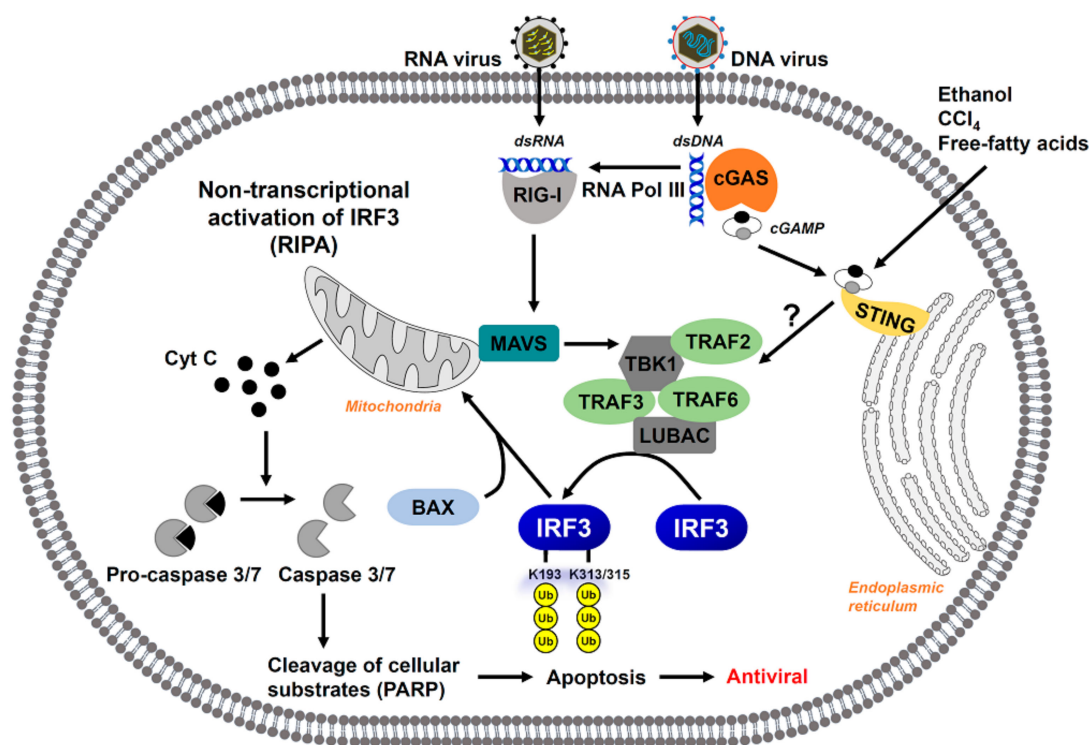 RNA virus
DNA virus
Ethanol
CCl₄
Free-fatty acids
dsRNA
dsDNA
RIG-I
RNA Pol III
cGAS
cGAMP
Non-transcriptional
activation of IRF3
(RIPA)
STING
?
MAVS
TBK1
TRAF2
TRAF3
TRAF6
LUBAC
Cyt C
Mitochondria
BAX
IRF3
IRF3
Pro-caspase 3/7
Caspase 3/7
K193
K313/315
Ub
Ub
Ub
Ub
Ub
Ub
Endoplasmic
reticulum
Cleavage of cellular
substrates (PARP)
Apoptosis
Antiviral